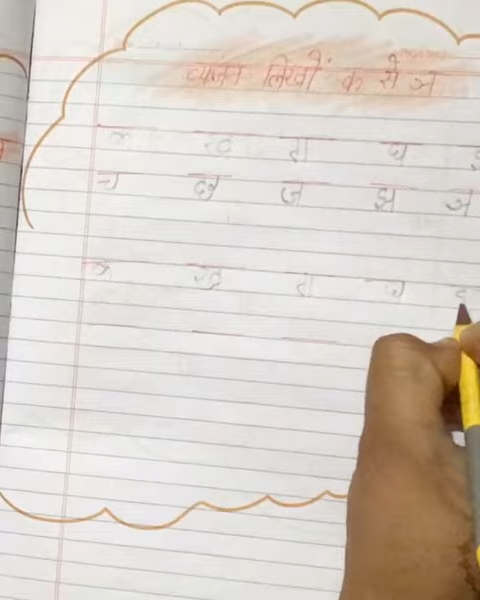 व्यंजन लिखों क से ञ
क ख ग घ ङ
च छ ज झ ञ
क ख ग घ